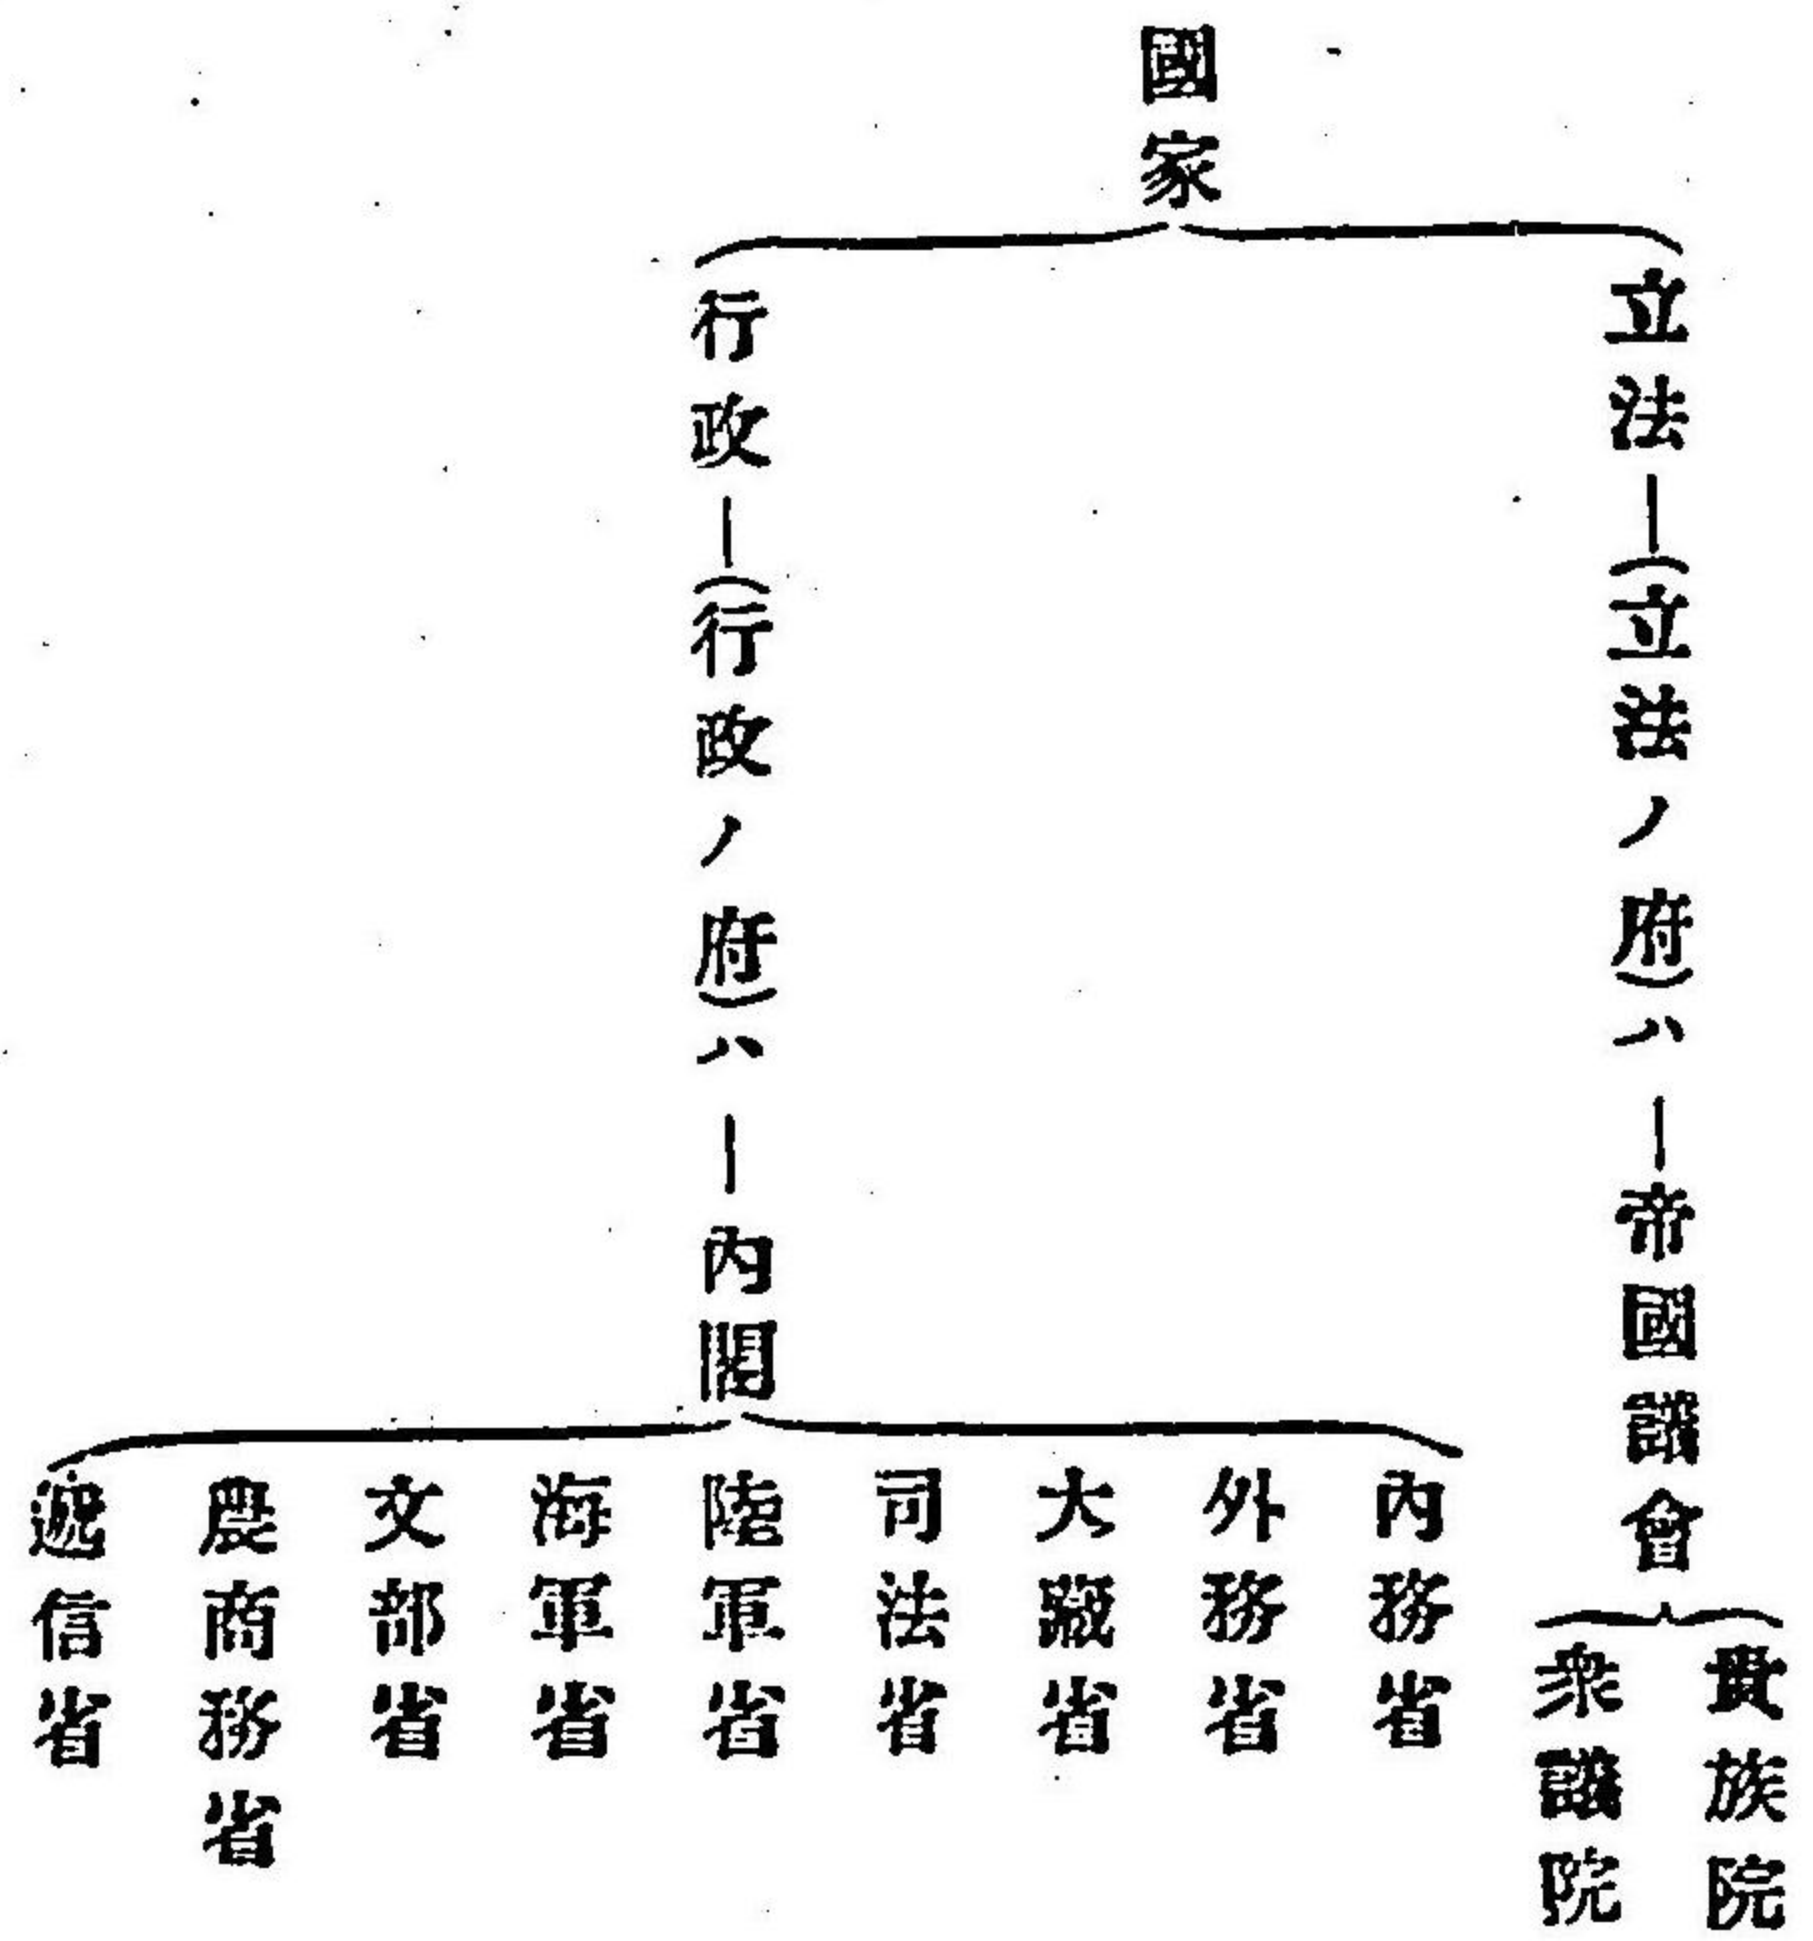 國家
立法—(立法ノ府)ハ—帝國議會
貴族院
衆議院
行政—(行政ノ府)ハ—內閣
內務省
外務省
大藏省
司法省
陸軍省
海軍省
文部省
農商務省
遞信省